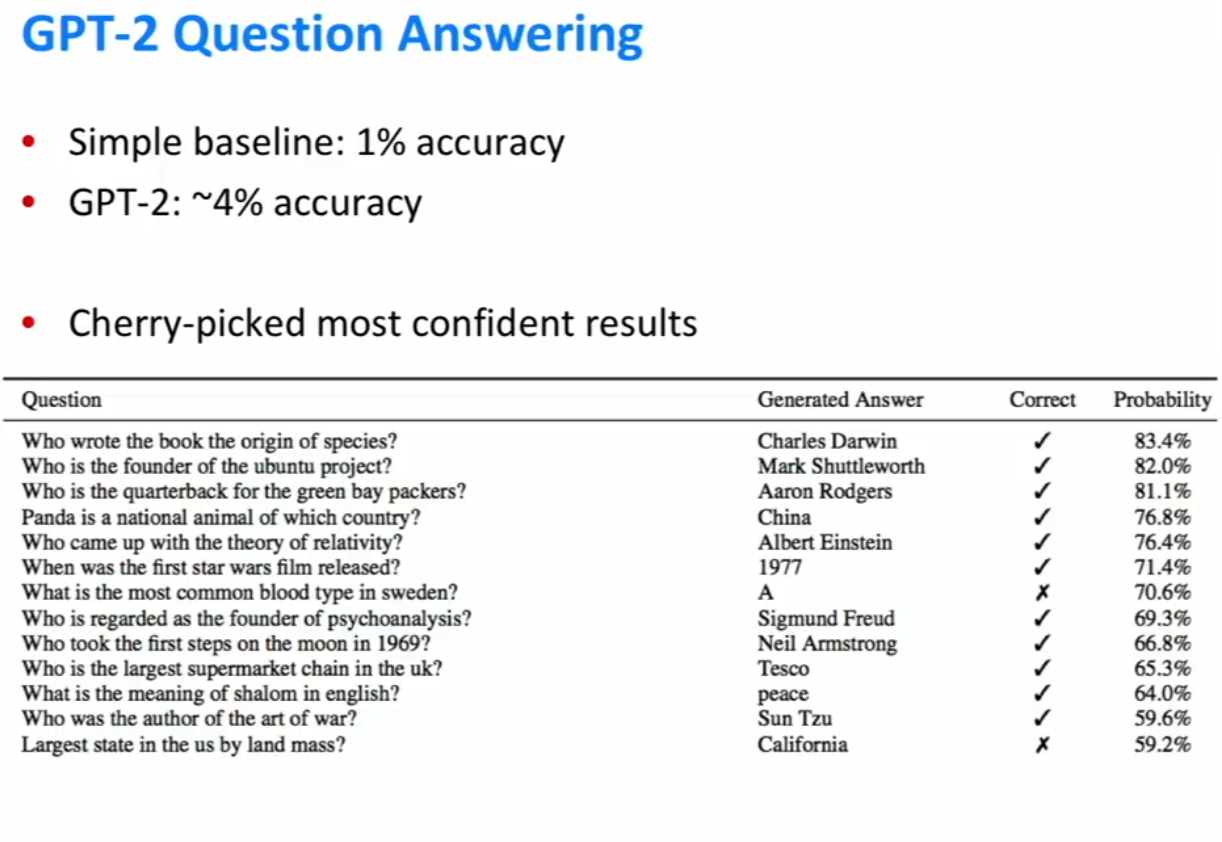 GPT-2 Question Answering
• Simple baseline: 1% accuracy
• GPT-2: ~4% accuracy
• Cherry-picked most confident results
Question Generated Answer Correct Probability
Who wrote the book the origin of species? Charles Darwin ✓ 83.4%
Who is the founder of the ubuntu project? Mark Shuttleworth ✓ 82.0%
Who is the quarterback for the green bay packers? Aaron Rodgers ✓ 81.1%
Panda is a national animal of which country? China ✓ 76.8%
Who came up with the theory of relativity? Albert Einstein ✓ 76.4%
When was the first star wars film released? 1977 ✓ 71.4%
What is the most common blood type in sweden? A ✗ 70.6%
Who is regarded as the founder of psychoanalysis? Sigmund Freud ✓ 69.3%
Who took the first steps on the moon in 1969? Neil Armstrong ✓ 66.8%
Who is the largest supermarket chain in the uk? Tesco ✓ 65.3%
What is the meaning of shalom in english? peace ✓ 64.0%
Who was the author of the art of war? Sun Tzu ✓ 59.6%
Largest state in the us by land mass? California ✗ 59.2%